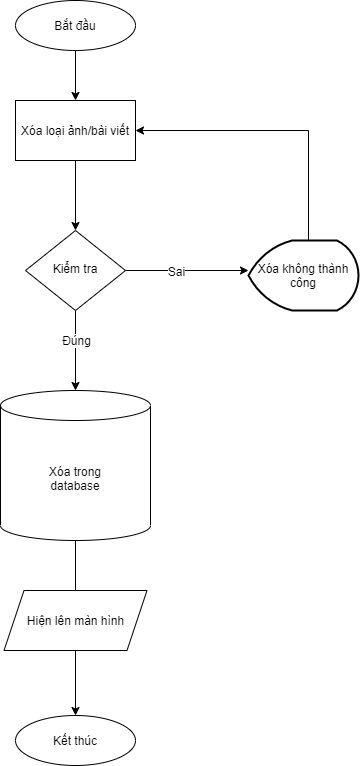 Bắt đầu
Xóa loại ảnh/bài viết
Kiểm tra
Sai
Xóa không thành
công
Đúng
Xóa trong
database
Hiện lên màn hình
Kết thúc